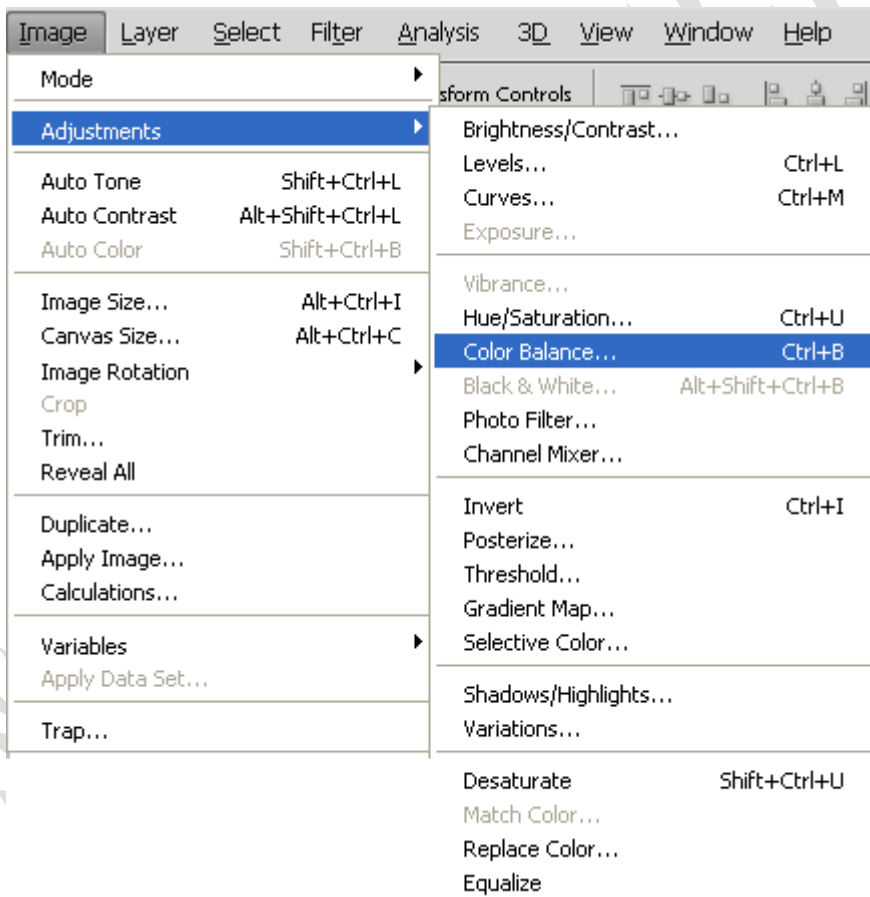 Image Layer Select Filter Analysis 3D View Window Help
sform Controls
Mode
Adjustments
Auto Tone Shift+Ctrl+L
Auto Contrast Alt+Shift+Ctrl+L
Auto Color Shift+Ctrl+B
Image Size... Alt+Ctrl+I
Canvas Size... Alt+Ctrl+C
Image Rotation
Crop
Trim...
Reveal All
Duplicate...
Apply Image...
Calculations...
Variables
Apply Data Set...
Trap...
Brightness/Contrast...
Levels... Ctrl+L
Curves... Ctrl+M
Exposure...
Vibrance...
Hue/Saturation... Ctrl+U
Color Balance... Ctrl+B
Black & White... Alt+Shift+Ctrl+B
Photo Filter...
Channel Mixer...
Invert Ctrl+I
Posterize...
Threshold...
Gradient Map...
Selective Color...
Shadows/Highlights...
Variations...
Desaturate Shift+Ctrl+U
Match Color...
Replace Color...
Equalize